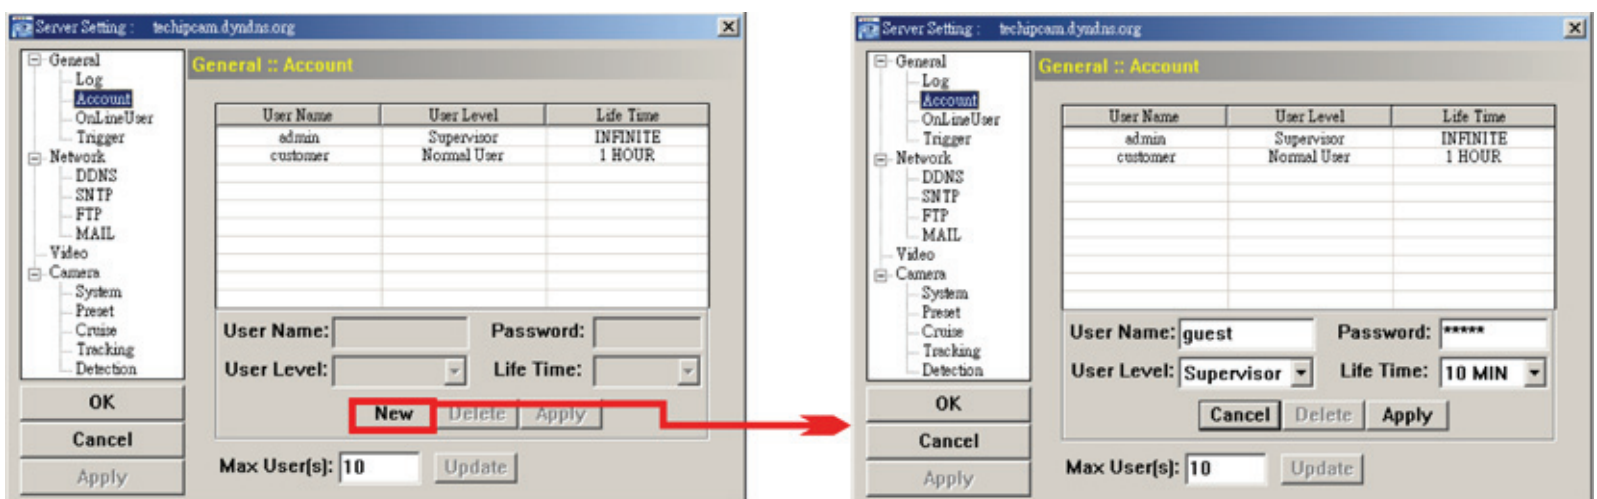 Server Setting : techipcam.dyndns.org
General
Log
Account
OnLineUser
Trigger
Network
DDNS
SNTP
FTP
MAIL
Video
Camera
System
Preset
Cruise
Tracking
Detection
OK
Cancel
Apply
General :: Account
User Name User Level Life Time
admin Supervisor INFINITE
customer Normal User 1 HOUR
User Name: Password:
User Level: Life Time:
New Delete Apply
Max User(s): 10 Update
Server Setting : techipcam.dyndns.org
General
Log
Account
OnLineUser
Trigger
Network
DDNS
SNTP
FTP
MAIL
Video
Camera
System
Preset
Cruise
Tracking
Detection
OK
Cancel
Apply
General :: Account
User Name User Level Life Time
admin Supervisor INFINITE
customer Normal User 1 HOUR
User Name: guest Password: *****
User Level: Supervisor Life Time: 10 MIN
Cancel Delete Apply
Max User(s): 10 Update